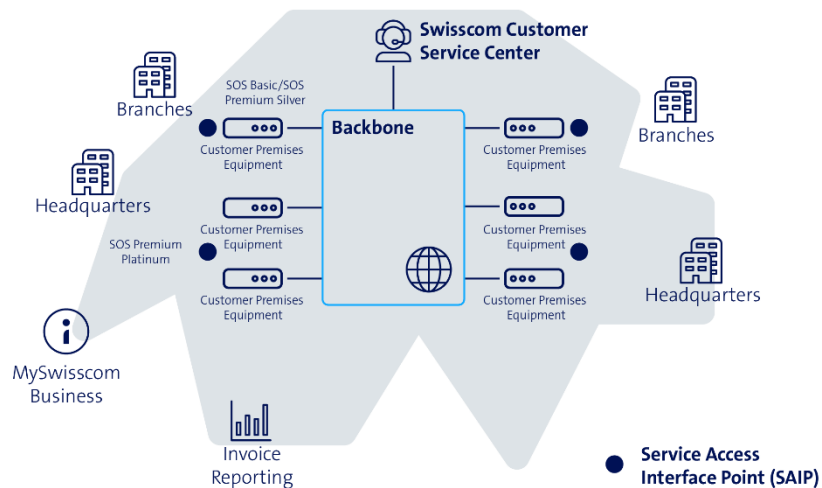 Swisscom Customer
Service Center
SOS Basic/SOS
Premium Silver
Branches
Backbone
Customer Premises
Equipment
Customer Premises
Equipment
Branches
Headquarters
Customer Premises
Equipment
Customer Premises
Equipment
SOS Premium
Platinum
Customer Premises
Equipment
Customer Premises
Equipment
Headquarters
MySwisscom
Business
Invoice
Reporting
Service Access
Interface Point (SAIP)